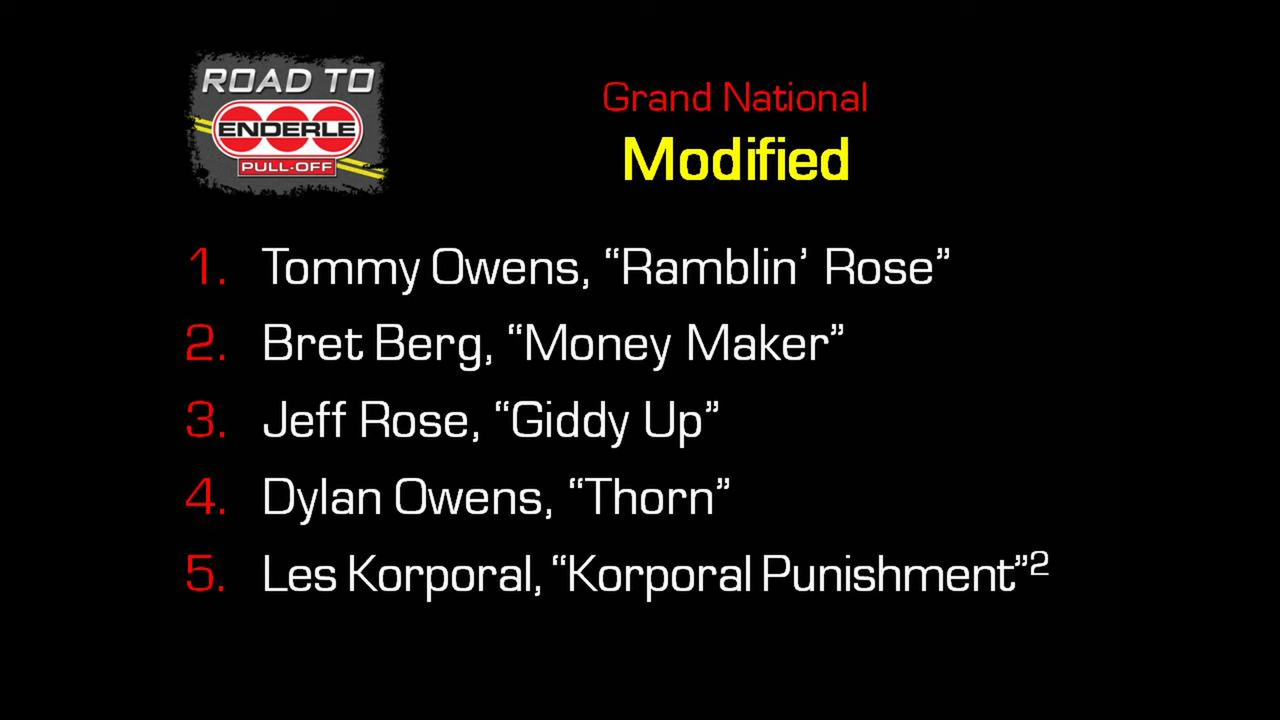 ROAD TO
ENDERLE
PULL-OFF
Grand National
Modified
1. Tommy Owens, “Ramblin’ Rose”
2. Bret Berg, “Money Maker”
3. Jeff Rose, “Giddy Up”
4. Dylan Owens, “Thorn”
5. Les Korporal, “Korporal Punishment”²